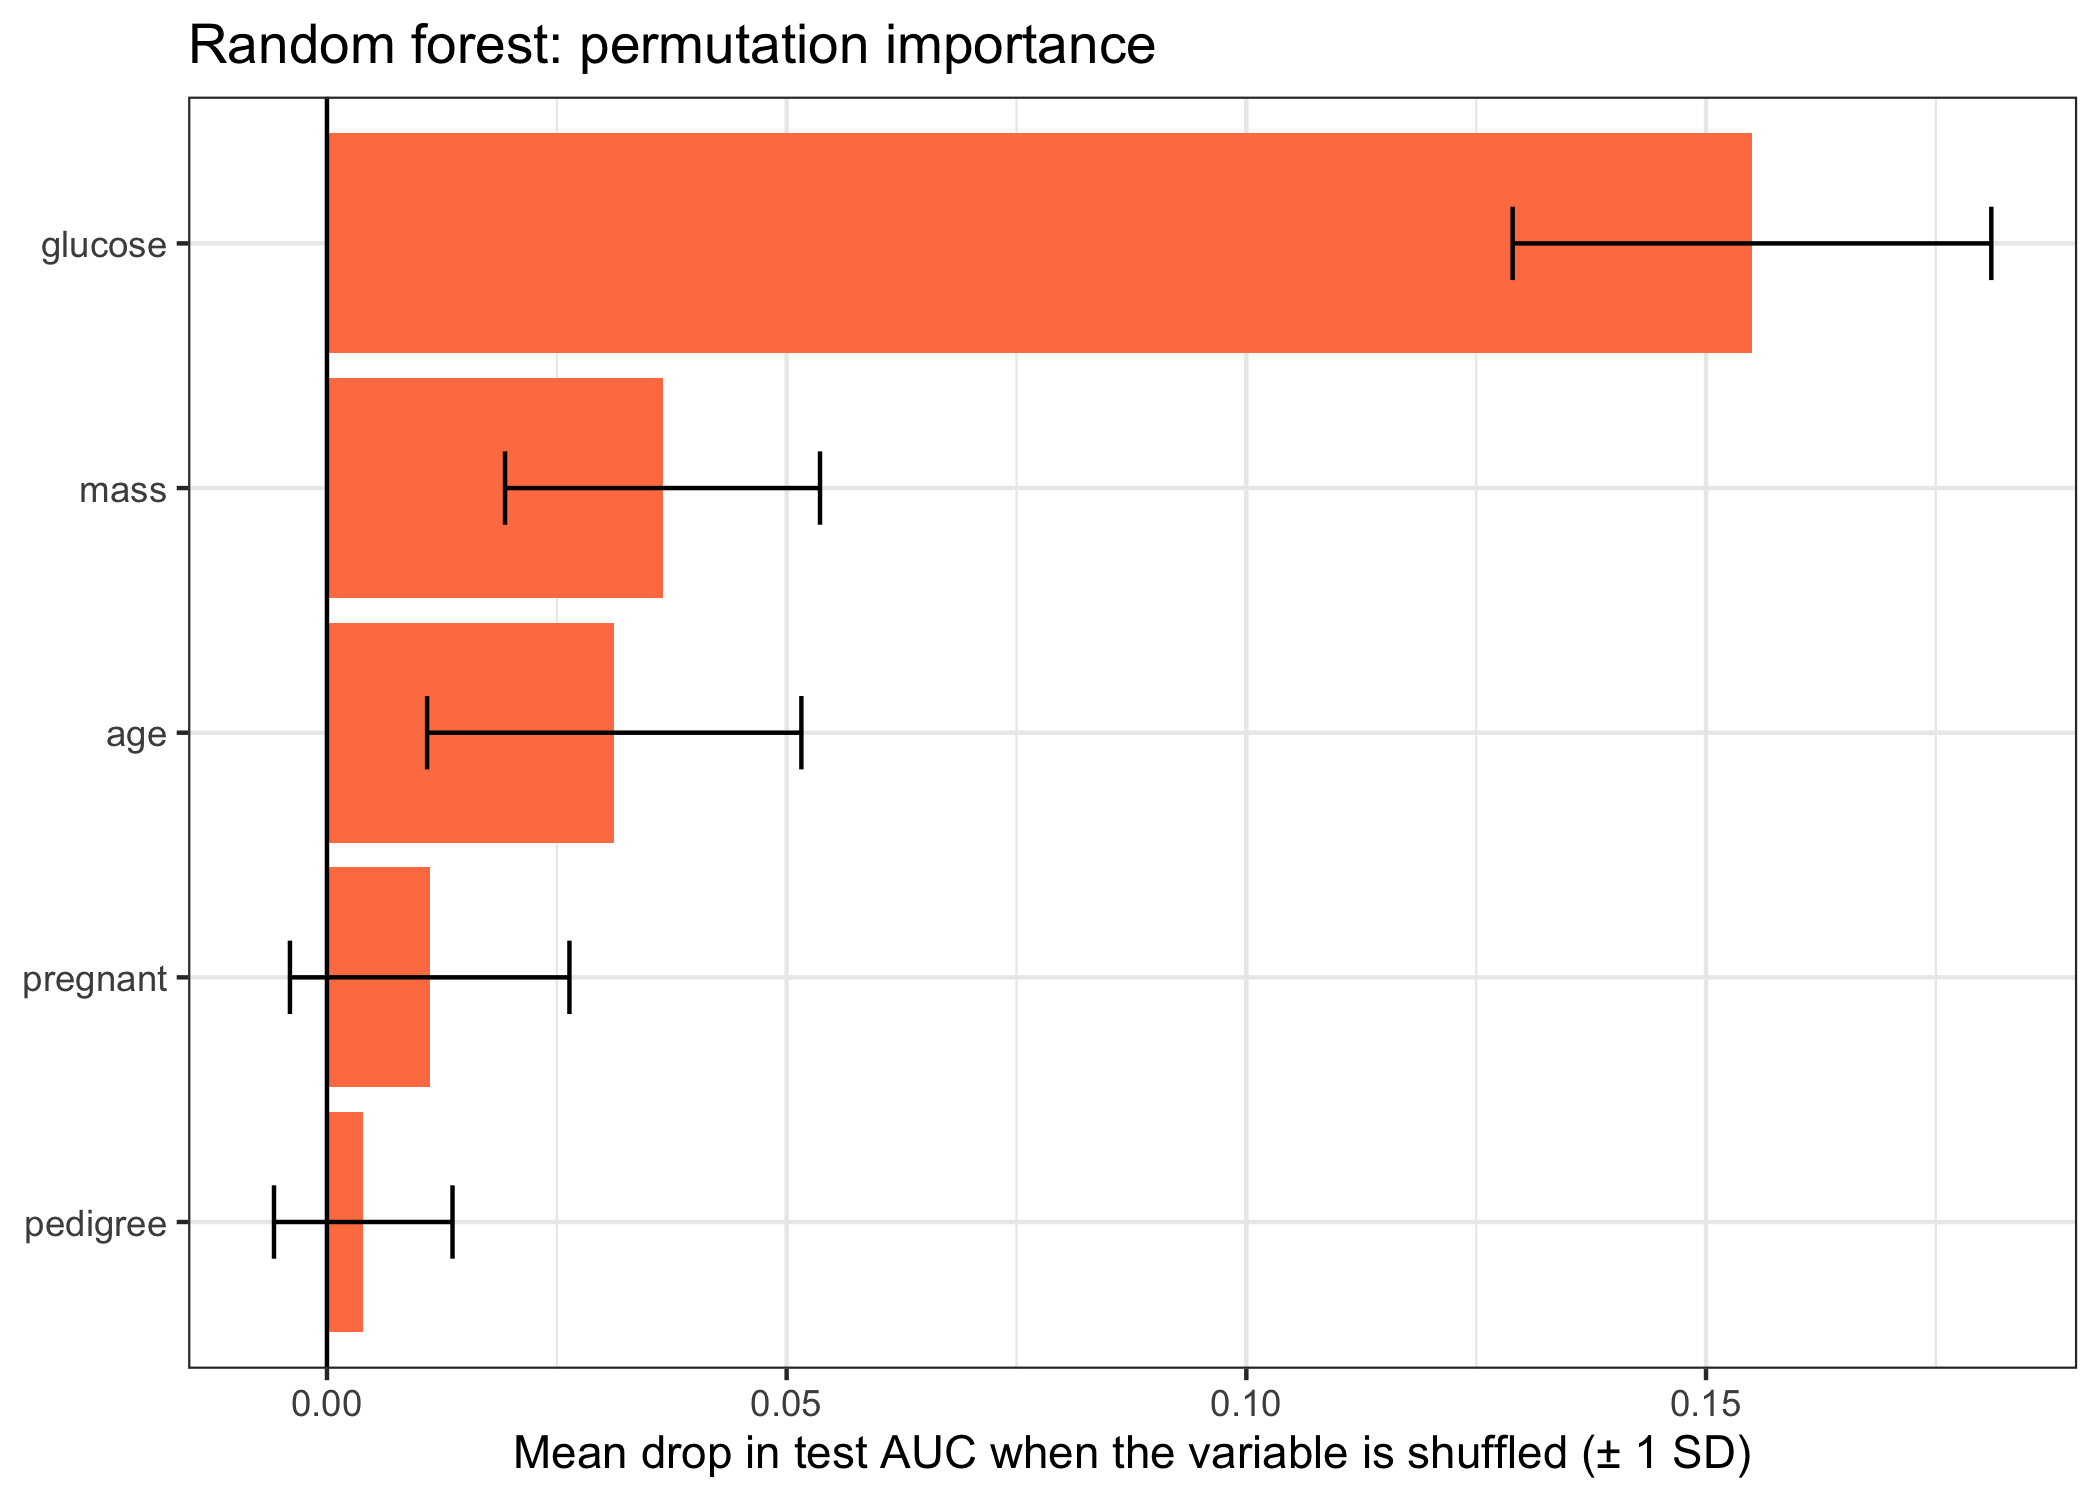 Random forest: permutation importance
glucose
mass
age
pregnant
pedigree
0.00 0.05 0.10 0.15
Mean drop in test AUC when the variable is shuffled (± 1 SD)